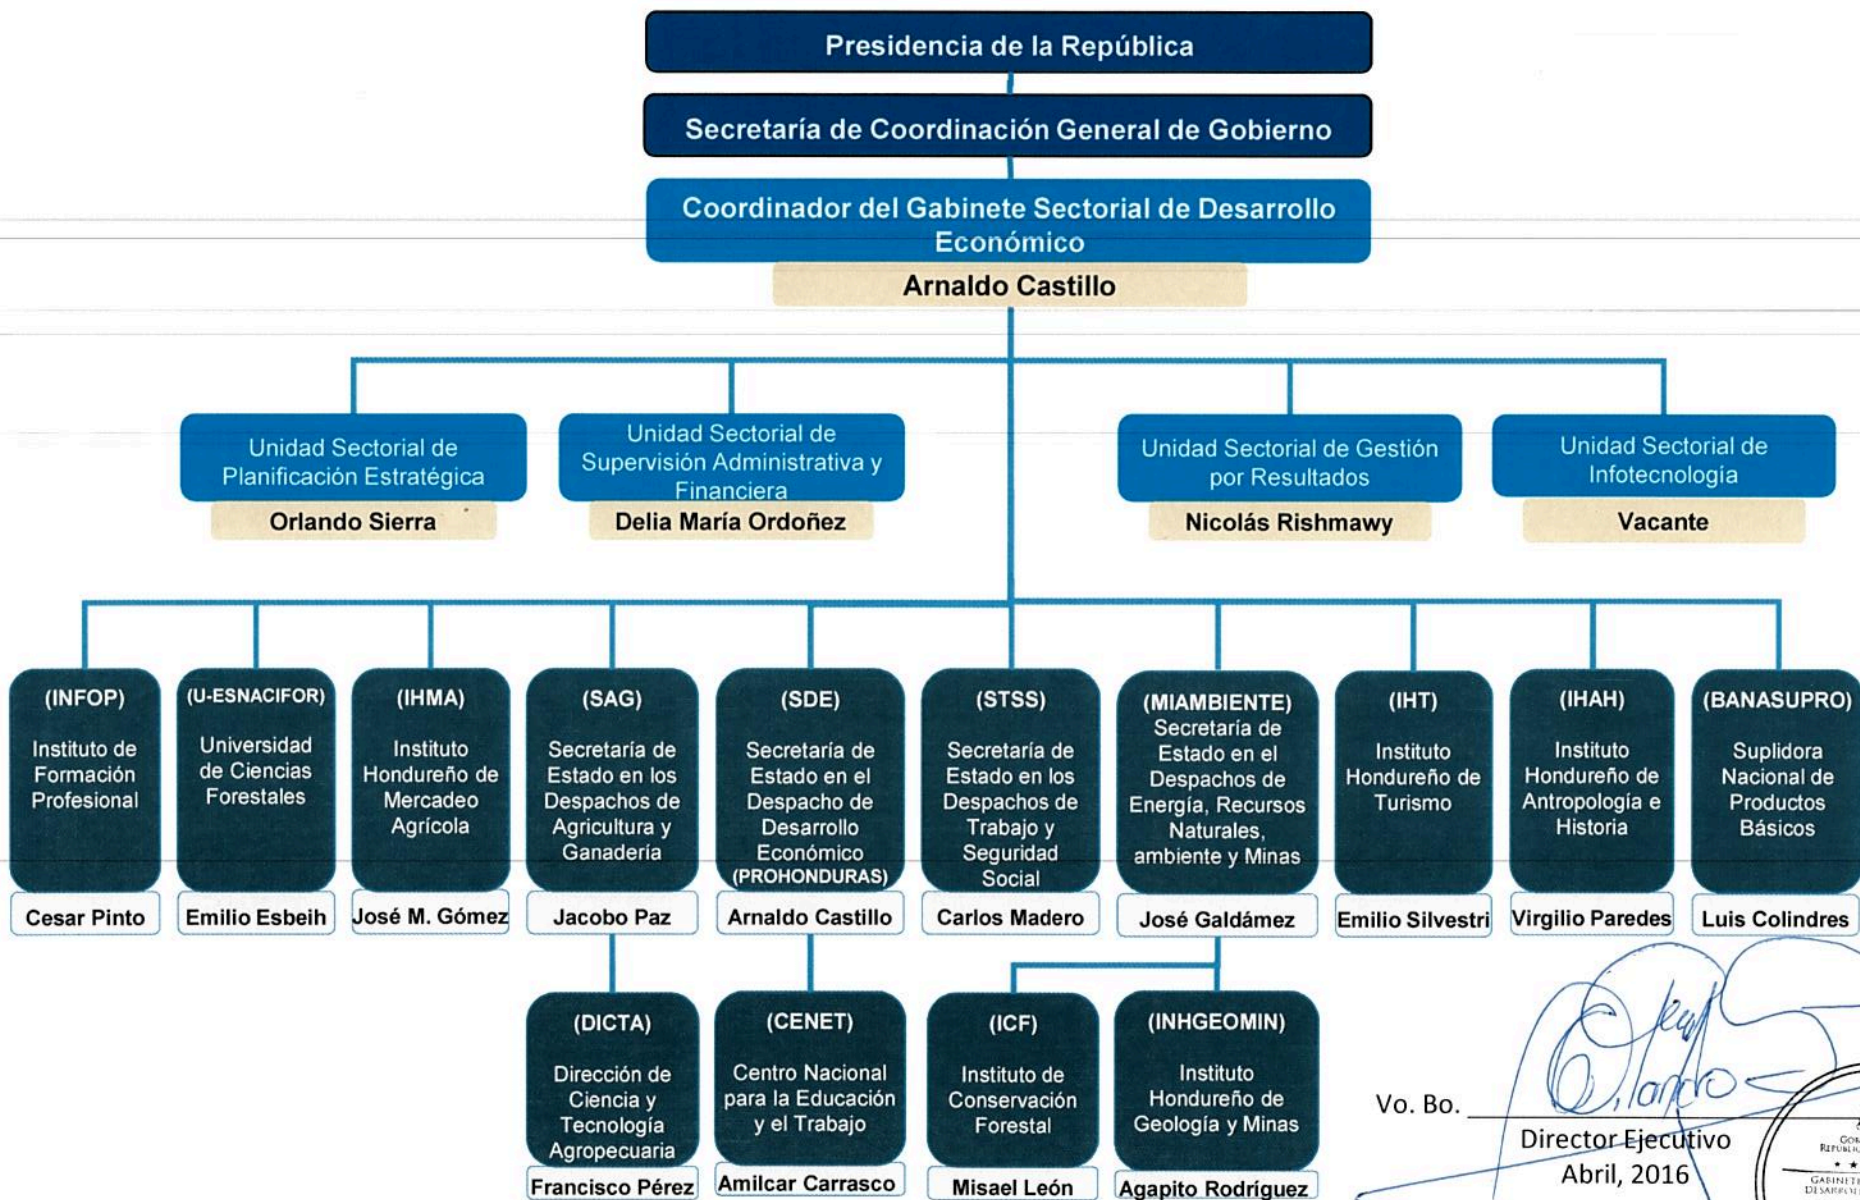 Presidencia de la República
Secretaría de Coordinación General de Gobierno
Coordinador del Gabinete Sectorial de Desarrollo
Económico
Arnaldo Castillo
Unidad Sectorial de
Planificación Estratégica
Orlando Sierra
Unidad Sectorial de
Supervisión Administrativa y
Financiera
Delia María Ordoñez
Unidad Sectorial de Gestión
por Resultados
Nicolás Rishmawy
Unidad Sectorial de
Infotecnología
Vacante
(INFOP)
Instituto de
Formación
Profesional
Cesar Pinto
(U-ESNACIFOR)
Universidad
de Ciencias
Forestales
Emilio Esbeih
(IHMA)
Instituto
Hondureño de
Mercadeo
Agrícola
José M. Gómez
(SAG)
Secretaría de
Estado en los
Despachos de
Agricultura y
Ganadería
Jacobo Paz
(SDE)
Secretaría de
Estado en el
Despacho de
Desarrollo
Económico
(PROHONDURAS)
Arnaldo Castillo
(STSS)
Secretaría de
Estado en los
Despachos de
Trabajo y
Seguridad
Social
Carlos Madero
(MIAMBIENTE)
Secretaría de
Estado en el
Despachos de
Energía, Recursos
Naturales,
ambiente y Minas
José Galdámez
(IHT)
Instituto
Hondureño de
Turismo
Emilio Silvestri
(IHAH)
Instituto
Hondureño de
Antropología e
Historia
Virgilio Paredes
(BANASUPRO)
Suplidora
Nacional de
Productos
Básicos
Luis Colindres
(DICTA)
Dirección de
Ciencia y
Tecnología
Agropecuaria
Francisco Pérez
(CENET)
Centro Nacional
para la Educación
y el Trabajo
Amilcar Carrasco
(ICF)
Instituto de
Conservación
Forestal
Misael León
(INHGEOMIN)
Instituto
Hondureño de
Geología y Minas
Agapito Rodríguez
Vo. Bo.
Director Ejecutivo
Abril, 2016